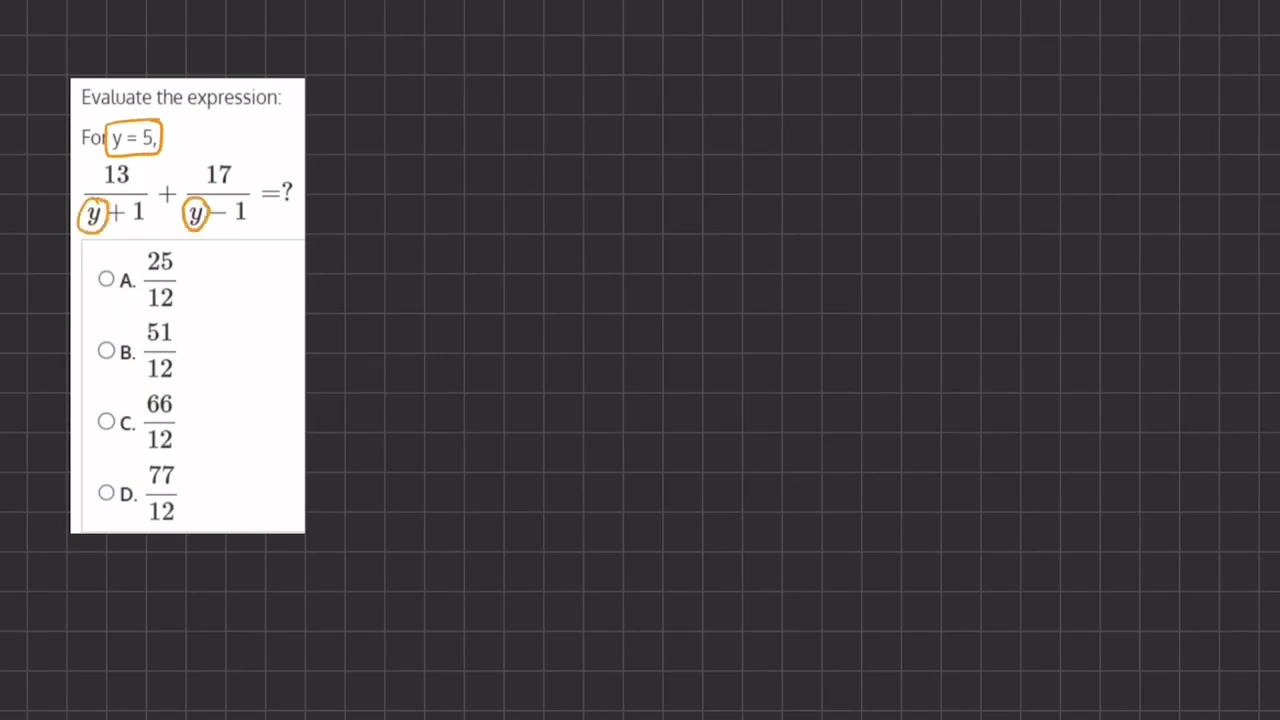 Evaluate the expression:
For y = 5,
13/(y + 1) + 17/(y − 1) =?
A. 25/12
B. 51/12
C. 66/12
D. 77/12